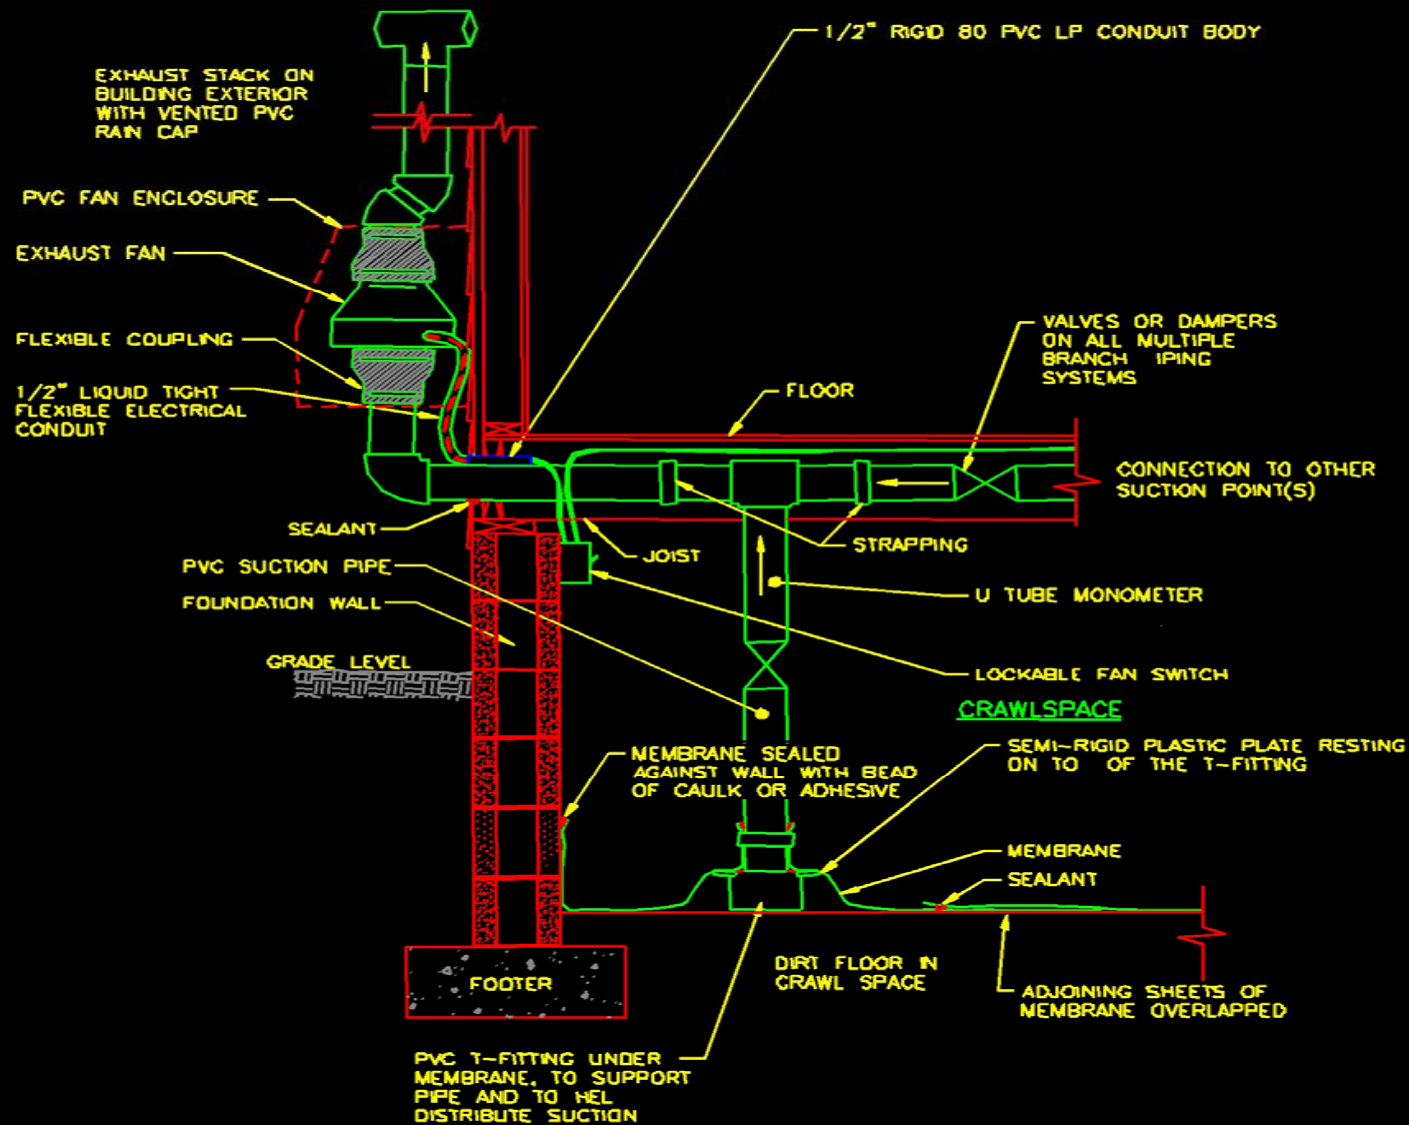 1/2" RIGID 80 PVC LP CONDUIT BODY
EXHAUST STACK ON
BUILDING EXTERIOR
WITH VENTED PVC
RAIN CAP
PVC FAN ENCLOSURE
EXHAUST FAN
FLEXIBLE COUPLING
1/2" LIQUID TIGHT
FLEXIBLE ELECTRICAL
CONDUIT
VALVES OR DAMPERS
ON ALL MULTIPLE
BRANCH IPING
SYSTEMS
FLOOR
CONNECTION TO OTHER
SUCTION POINT(S)
SEALANT
JOIST
STRAPPING
PVC SUCTION PIPE
FOUNDATION WALL
U TUBE MONOMETER
GRADE LEVEL
LOCKABLE FAN SWITCH
CRAWLSPACE
MEMBRANE SEALED
AGAINST WALL WITH BEAD
OF CAULK OR ADHESIVE
SEMI-RIGID PLASTIC PLATE RESTING
ON TO OF THE T-FITTING
MEMBRANE
SEALANT
DIRT FLOOR IN
CRAWL SPACE
FOOTER
ADJOINING SHEETS OF
MEMBRANE OVERLAPPED
PVC T-FITTING UNDER
MEMBRANE, TO SUPPORT
PIPE AND TO HEL
DISTRIBUTE SUCTION